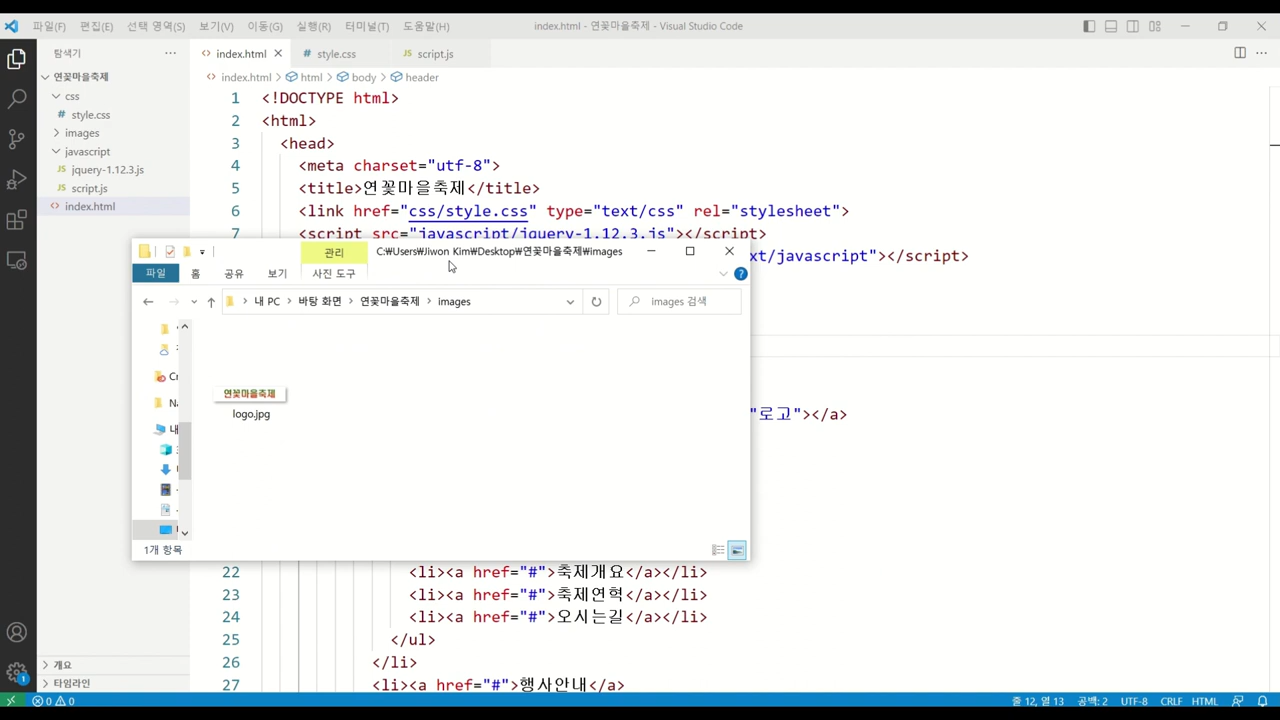 파일(F) 편집(E) 선택 영역(S) 보기(V) 이동(G) 실행(R) 터미널(T) 도움말(H) index.html - 연꽃마을축제 - Visual Studio Code
탐색기 ···
index.html style.css script.js
연꽃마을축제
index.html > html > body > header
css
style.css
images
javascript
jquery-1.12.3.js
script.js
index.html
1 <!DOCTYPE html>
2 <html>
3 <head>
4 <meta charset="utf-8">
5 <title>연꽃마을축제</title>
6 <link href="css/style.css" type="text/css" rel="stylesheet">
7 <script src="javascript/jquery-1.12.3.js"></script>
xt/javascript"></script>
관리 C:₩Users₩Jiwon Kim₩Desktop₩연꽃마을축제₩images
파일 홈 공유 보기 사진 도구
내 PC > 바탕 화면 > 연꽃마을축제 > images
images 검색
연꽃마을축제
logo.jpg
1개 항목
"로고"></a>
22 <li><a href="#">축제개요</a></li>
23 <li><a href="#">축제연혁</a></li>
24 <li><a href="#">오시는길</a></li>
25 </ul>
26 </li>
27 <li><a href="#">행사안내</a>
개요
타임라인
0 0 줄 12, 열 13 공백: 2 UTF-8 CRLF HTML